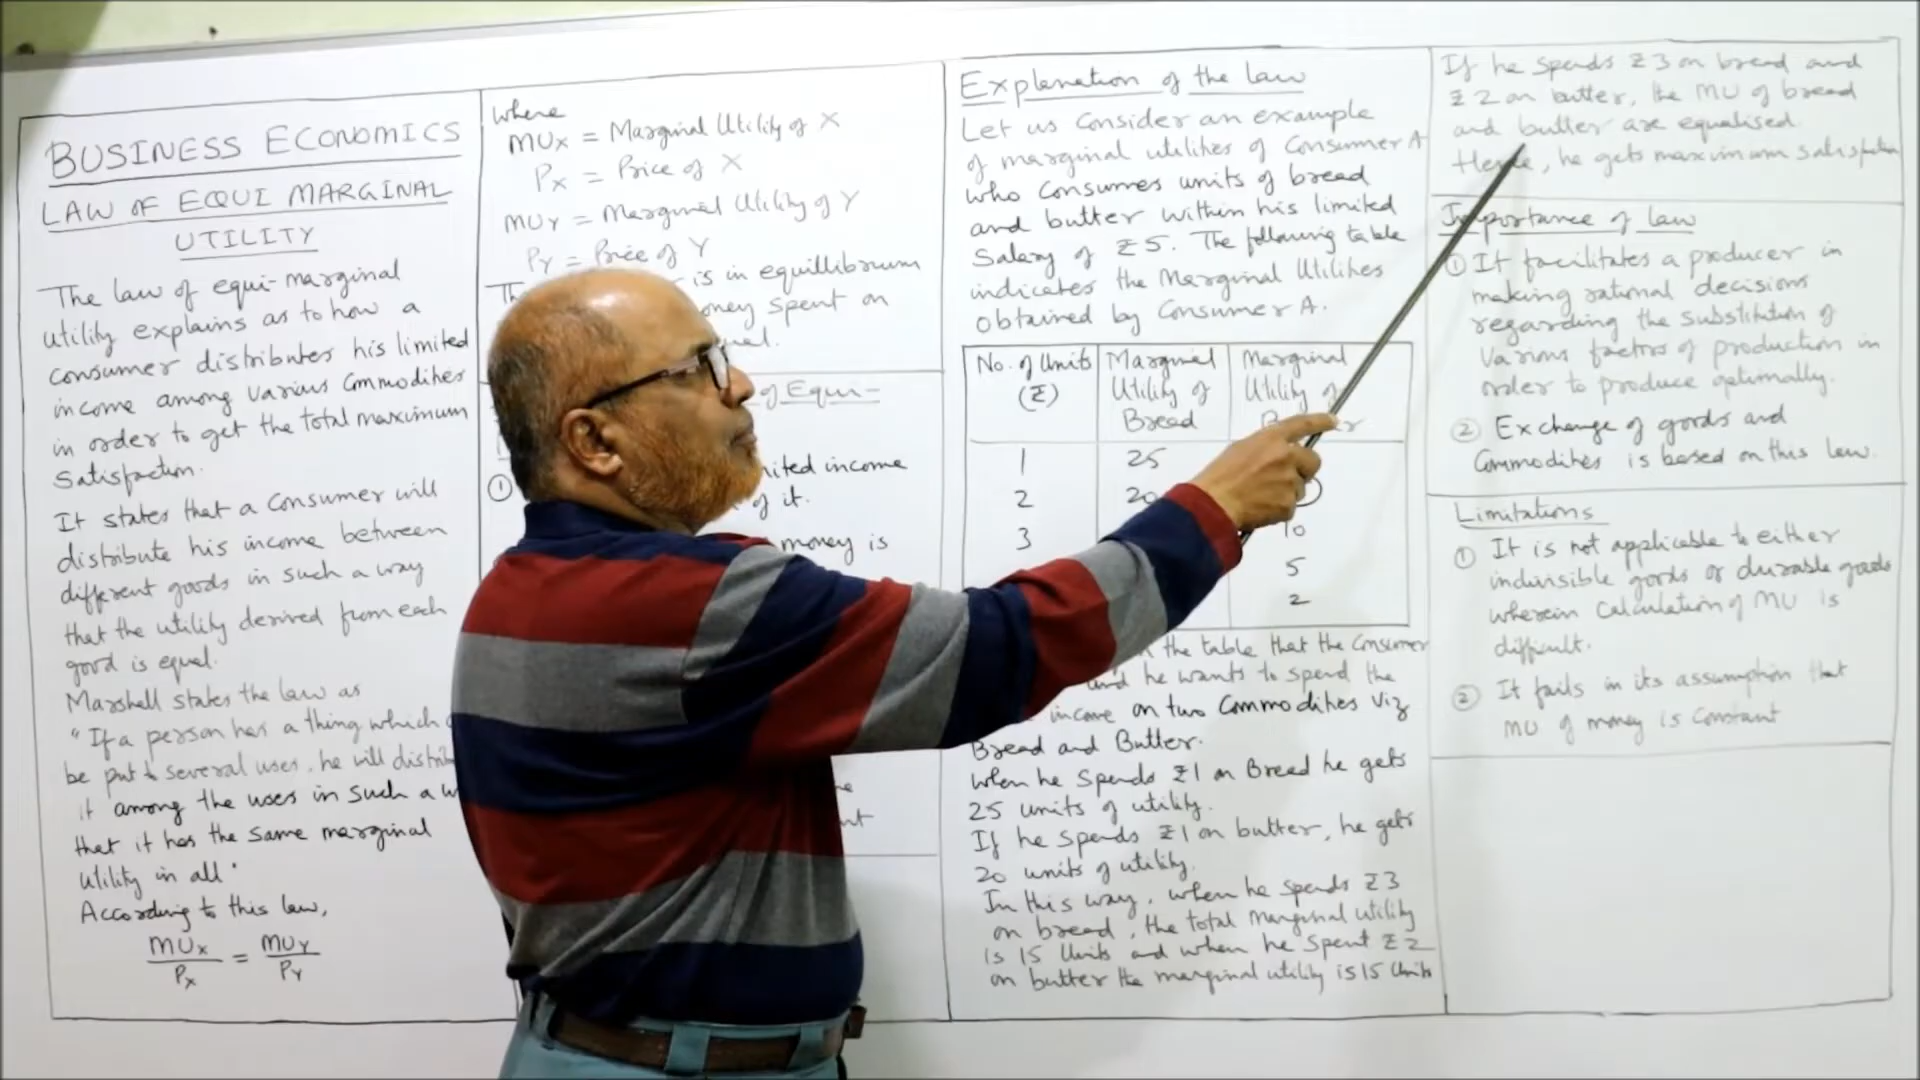 BUSINESS ECONOMICS
LAW OF EQUI MARGINAL
UTILITY
The law of equi-marginal
utility explains as to how a
consumer distributes his limited
income among various Commodities
in order to get the total maximum
Satisfaction.
It states that a consumer will
distribute his income between
different goods in such a way
that the utility derived from each
good is equal.
Marshell states the law as
"If a person has a thing which
be put to several uses, he will distrib
it among the uses in such a w
that it has the same marginal
utility in all"
According to this law,
MUx/Px = MUY/PY
where
MUx = Marginal Utility of X
Px = Price of X
MUY = Marginal Utility of Y
PY = Price of Y
Th r is in equillibrium
oney spent on
ual.
of Equi-
① ited income
of it.
money is
Explanation of the law
Let us Consider an example
of marginal utilities of Consumer A
who consumes units of bread
and butter within his limited
Salary of ₹5. The following table
indicates the Marginal Utilities
Obtained by Consumer A.
No. of Units (₹) Marginal Utility of Bread Marginal Utility of
1 25
2 20
3 10
5
2
the table that the Consumer
and he wants to spend the
income on two Commodities Viz
Bread and Butter.
When he spends ₹1 on Bread he gets
25 units of utility.
If he spends ₹1 on butter, he gets
20 units of utility.
In this way, when he spends ₹3
on bread, the total marginal utility
is 15 Units and when he spent ₹2
on butter the marginal utility is 15 Units
If he spends ₹3 on bread and
₹2 on butter, the MU of bread
and butter are equalised.
Hence, he gets maximum satisfaction
Importance of law
① It facilitates a producer in
making rational decisions
regarding the substitution of
various factors of production in
order to produce optimally.
② Exchange of goods and
Commodities is based on this law.
Limitations
① It is not applicable to either
indivisible goods or durable goods
wherein Calculation of MU is
difficult.
② It fails in its assumption that
MU of money is Constant